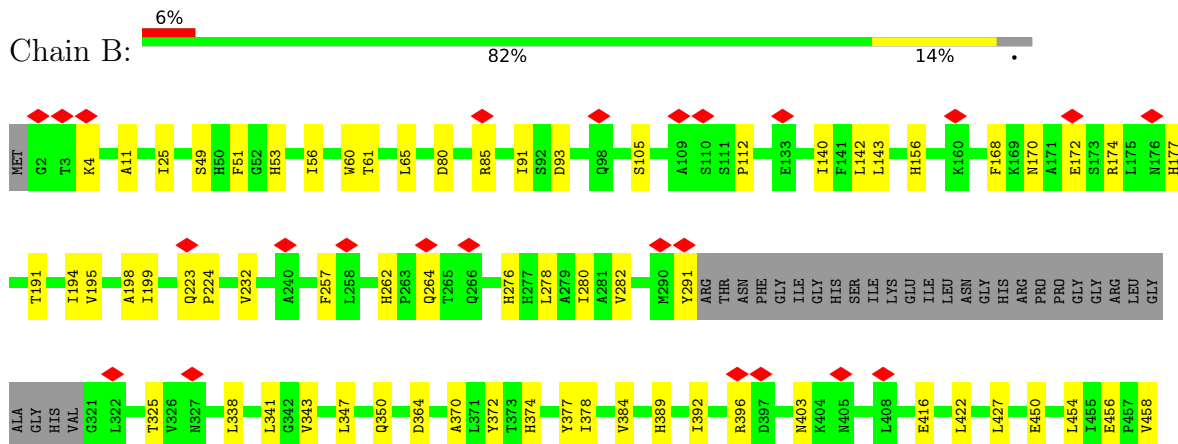 6%
Chain B:
82% 14% •
MET G2 T3 K4 A11 I25 S49 H50 F51 G52 H53 I56 W60 T61 L65 D80 R85 I91 S92 D93 Q98 S105 A109 S110 S111 P112 E133 I140 F141 L142 L143 H156 K160 F168 K169 N170 A171 E172 S173 R174 L175 N176 H177
T191 I194 V195 A198 I199 Q223 P224 V232 A240 F257 L258 H262 P263 Q264 T265 Q266 H276 H277 L278 A279 I280 A281 V282 M290 Y291 ARG THR ASN PHE GLY ILE GLY HIS SER ILE LYS GLU ILE LEU ASN GLY HIS ARG PRO PRO GLY GLY ARG LEU GLY
ALA GLY HIS VAL G321 L322 T325 V326 N327 L338 L341 G342 V343 L347 Q350 D364 A370 L371 Y372 T373 H374 Y377 I378 V384 H389 I392 R396 D397 N403 K404 N405 L408 E416 L422 L427 E450 L454 I455 E456 P457 V458